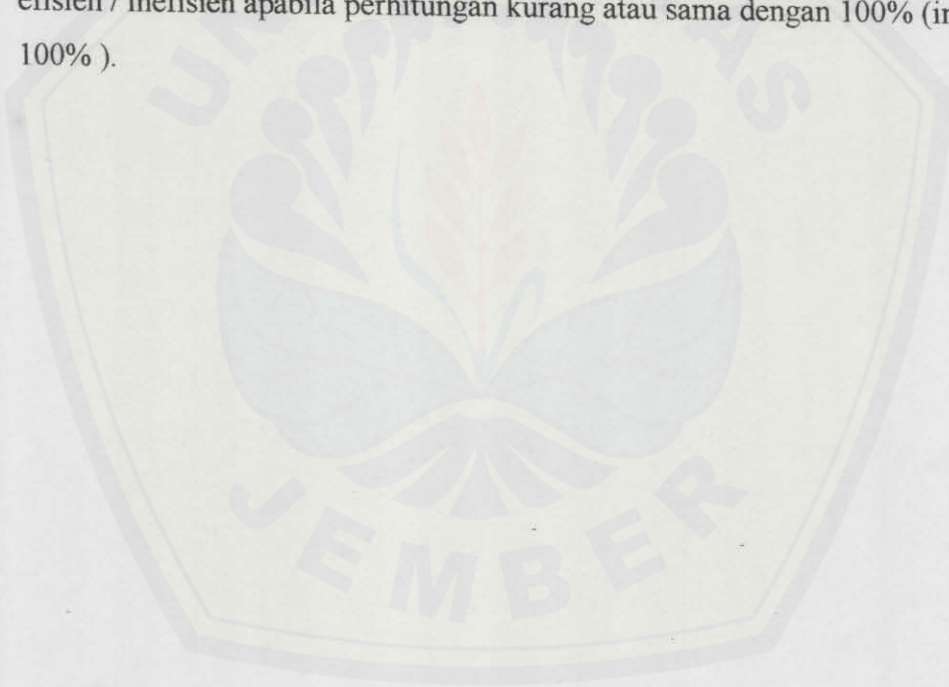 efisien / inefisien apabila perhitungan kurang atau sama dengan 100% (in
100% ).
JEMBER